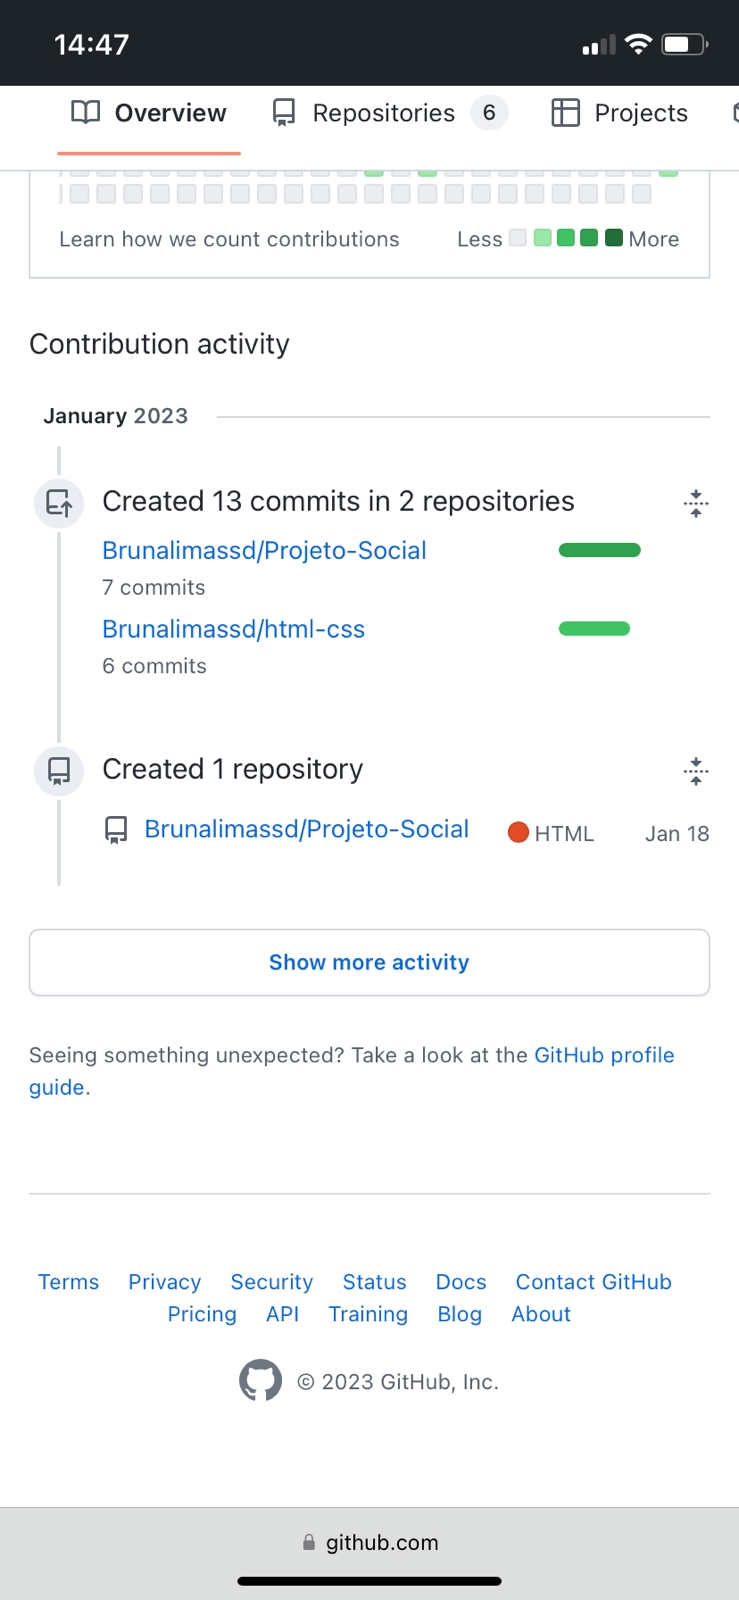 14:47
Overview Repositories 6 Projects
Learn how we count contributions Less More
Contribution activity
January 2023
Created 13 commits in 2 repositories
Brunalimassd/Projeto-Social
7 commits
Brunalimassd/html-css
6 commits
Created 1 repository
Brunalimassd/Projeto-Social HTML Jan 18
Show more activity
Seeing something unexpected? Take a look at the GitHub profile
guide.
Terms Privacy Security Status Docs Contact GitHub
Pricing API Training Blog About
© 2023 GitHub, Inc.
github.com